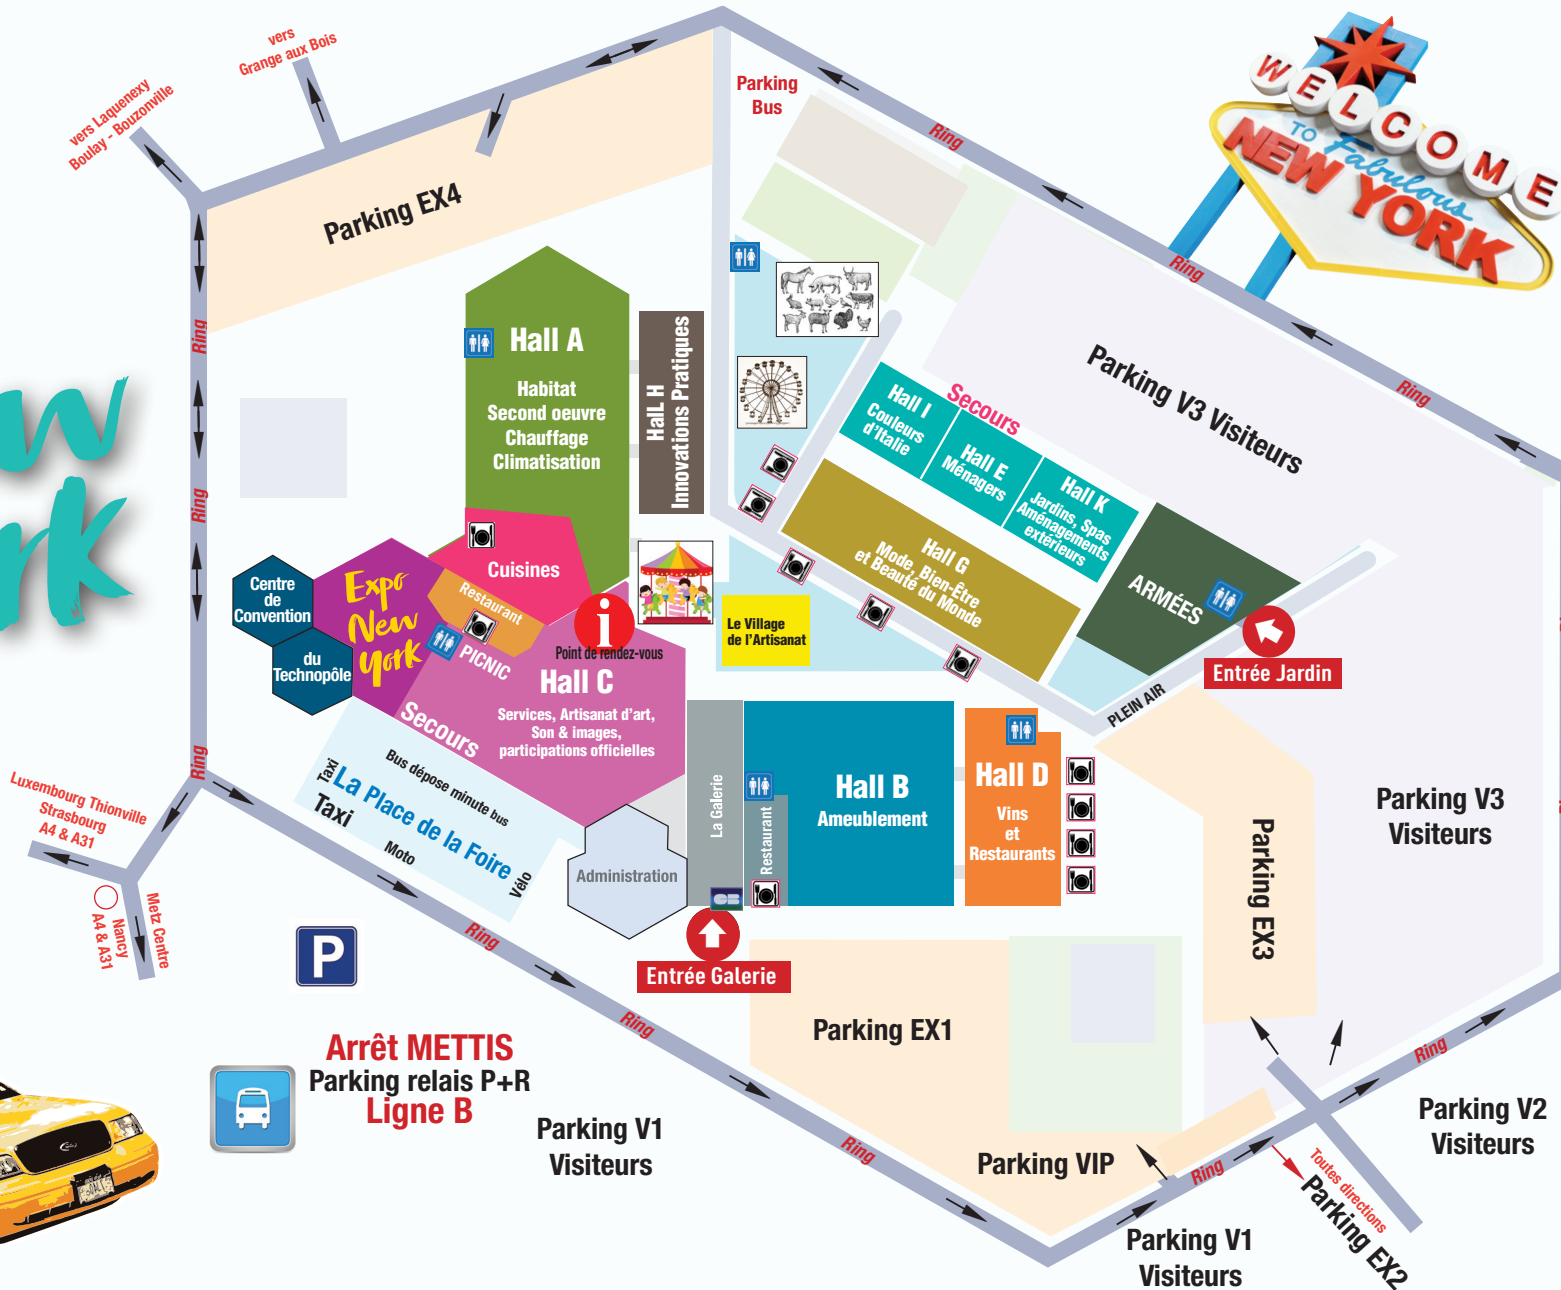 vers
Grange aux Bois
vers Laquenexy
Boulay - Bouzonville
Parking
Bus
Ring
WELCOME
TO Fabulous
NEW YORK
Parking EX4
Ring
Ring
Ring
Parking V3 Visiteurs
Hall A
Habitat
Second oeuvre
Chauffage
Climatisation
HalL H
Innovations Pratiques
Hall I
Couleurs
d'Italie
Secours
Hall E
Ménagers
Hall K
Jardins, Spas
Aménagements
extérieurs
Hall G
Mode, Bien-Être
et Beauté du Monde
ARMÉES
Entrée Jardin
PLEIN AIR
w
rk
Ring
Cuisines
Restaurant
Centre
de
Convention
du
Technopôle
Expo
New
York
PICNIC
i
Point de rendez-vous
Le Village
de l'Artisanat
Hall C
Services, Artisanat d'art,
Son & images,
participations officielles
Secours
Ring
Luxembourg Thionville
Strasbourg
A4 & A31
Metz Centre
Nancy
A4 & A31
Bus dépose minute bus
Taxi
La Place de la Foire
Taxi
Moto
Vélo
Administration
La Galerie
CB
Restaurant
Hall B
Ameublement
Hall D
Vins
et
Restaurants
Parking V3
Visiteurs
Parking EX3
Entrée Galerie
Ring
P
Ring
Parking EX1
Arrêt METTIS
Parking relais P+R
Ligne B
Parking V1
Visiteurs
Ring
Parking VIP
Ring
Ring
Parking V2
Visiteurs
Toutes directions
Parking EX2
Parking V1
Visiteurs